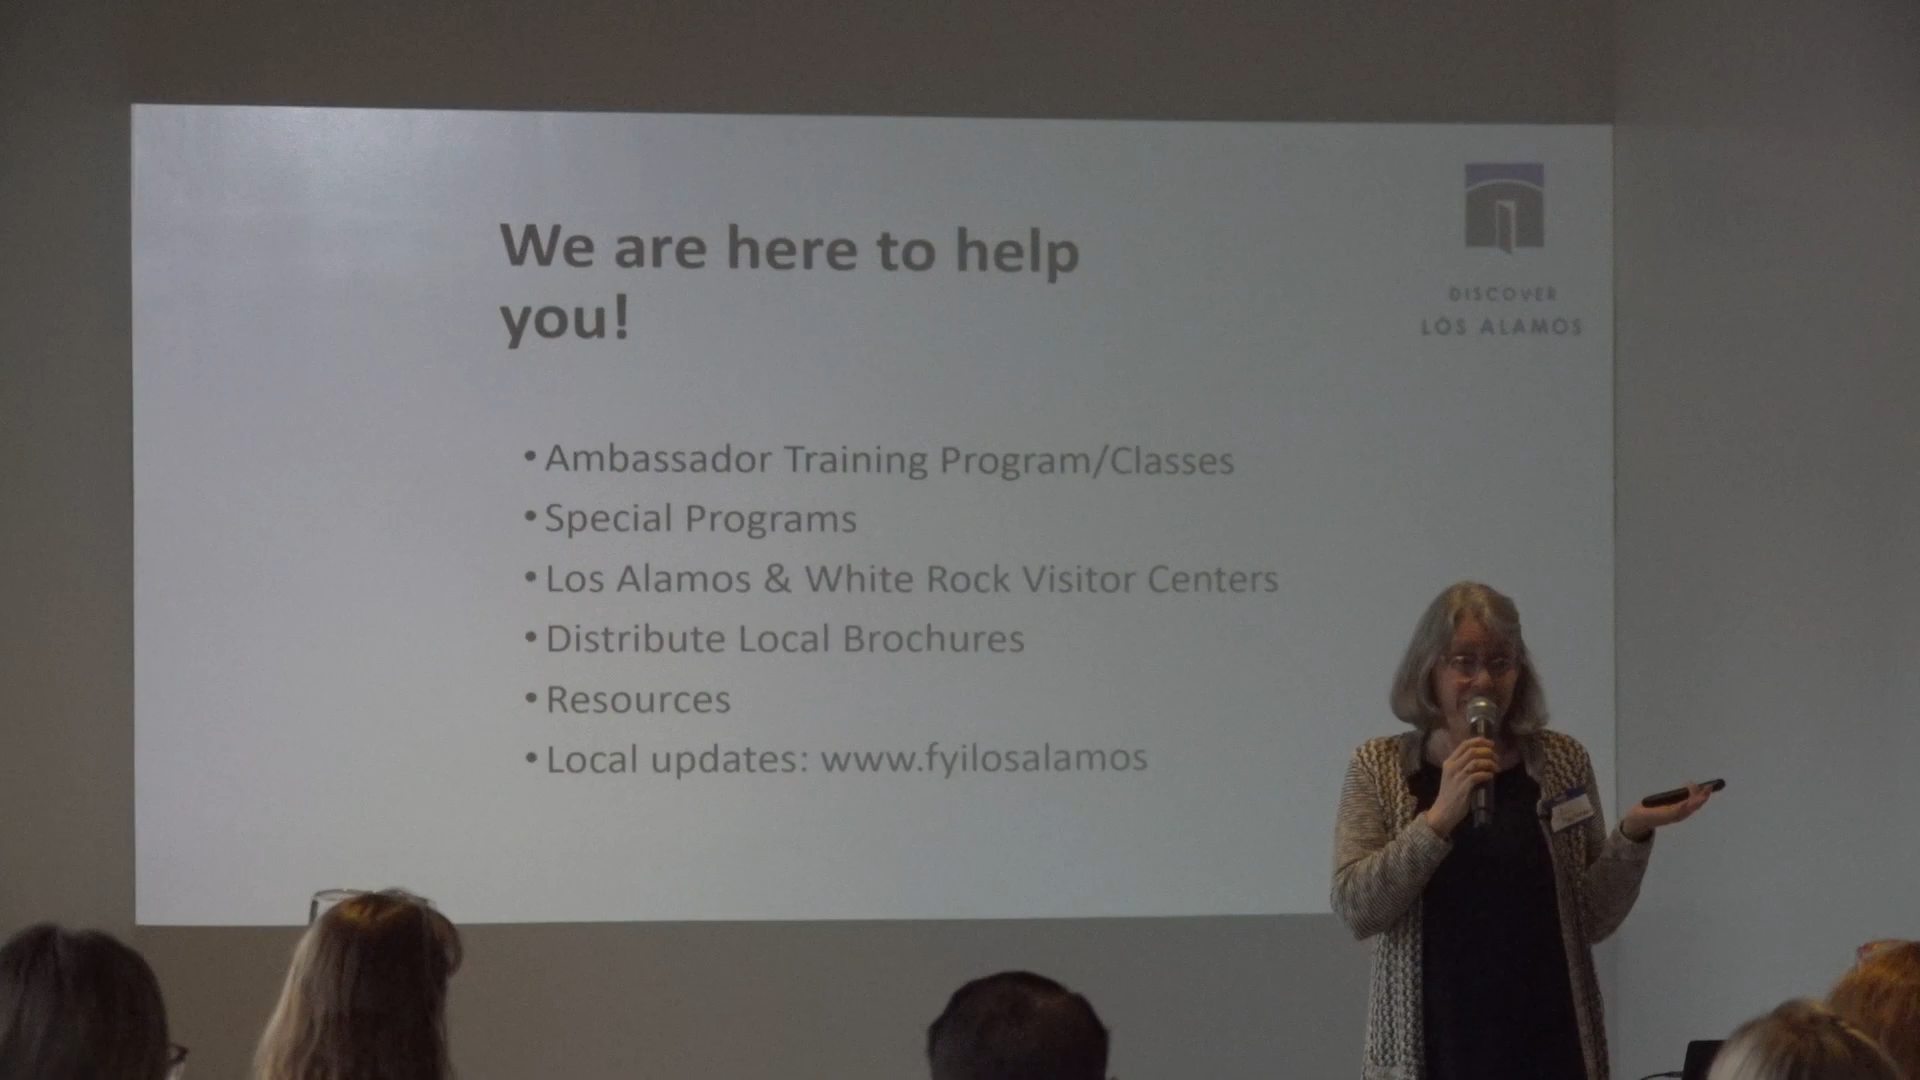 We are here to help
you!
DISCOVER
LOS ALAMOS
• Ambassador Training Program/Classes
• Special Programs
• Los Alamos & White Rock Visitor Centers
• Distribute Local Brochures
• Resources
• Local updates: www.fyilosalamos